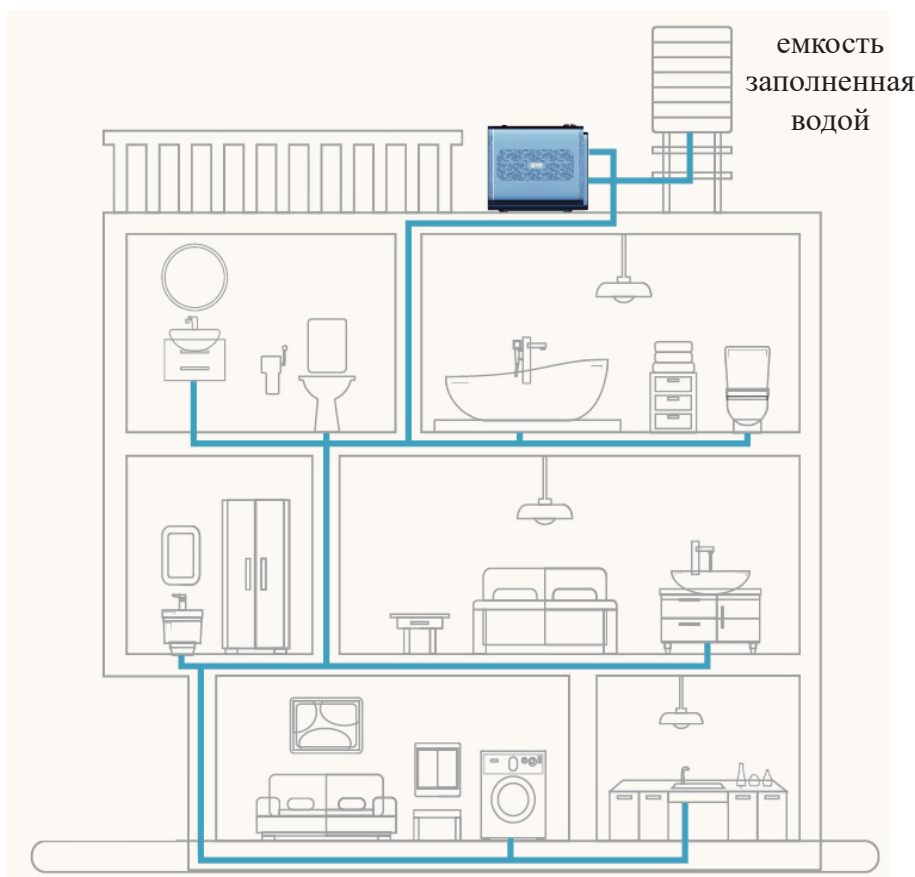 емкость
заполненная
водой